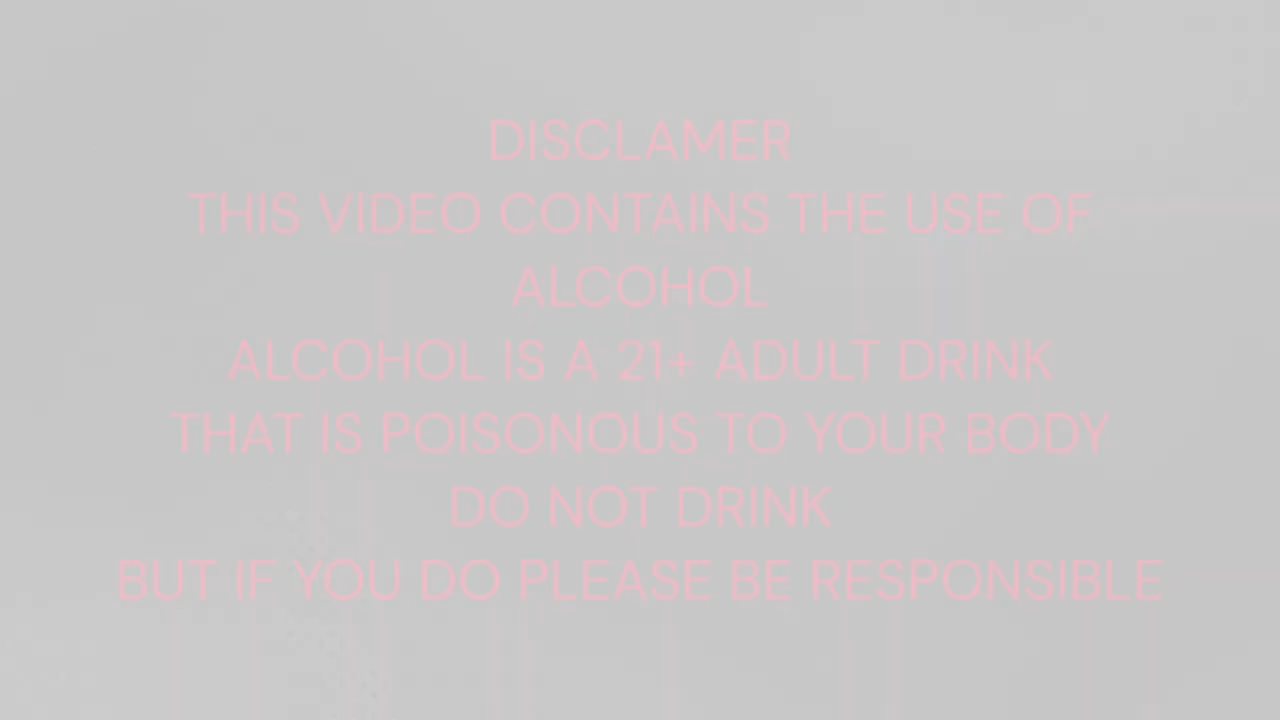 DISCLAMER
THIS VIDEO CONTAINS THE USE OF
ALCOHOL
ALCOHOL IS A 21+ ADULT DRINK
THAT IS POISONOUS TO YOUR BODY
DO NOT DRINK
BUT IF YOU DO PLEASE BE RESPONSIBLE